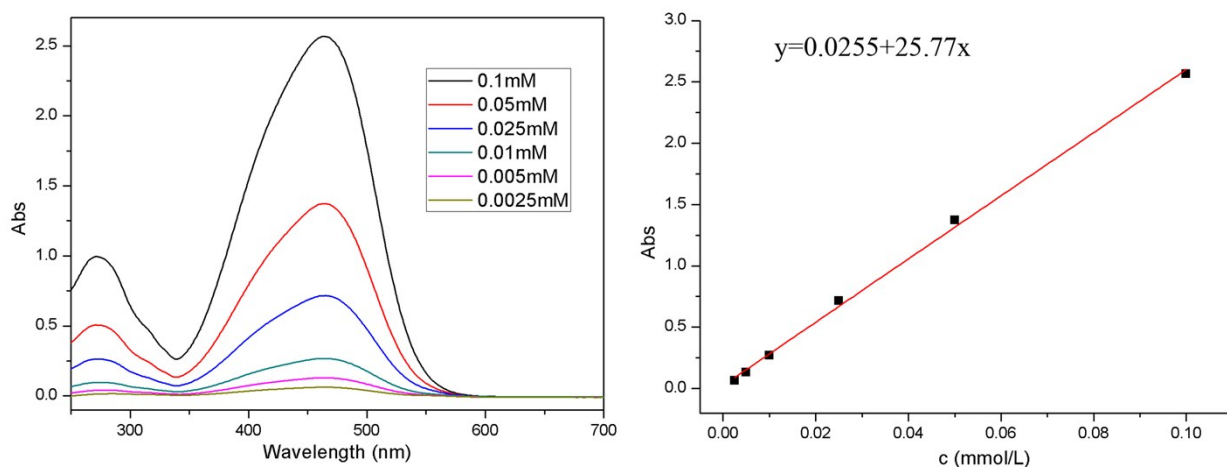 2.5
2.0
1.5
1.0
0.5
0.0
Abs
300
400
500
600
700
Wavelength (nm)
0.1mM
0.05mM
0.025mM
0.01mM
0.005mM
0.0025mM
y=0.0255+25.77x
3.0
2.5
2.0
1.5
1.0
0.5
0.0
Abs
0.00
0.02
0.04
0.06
0.08
0.10
c (mmol/L)